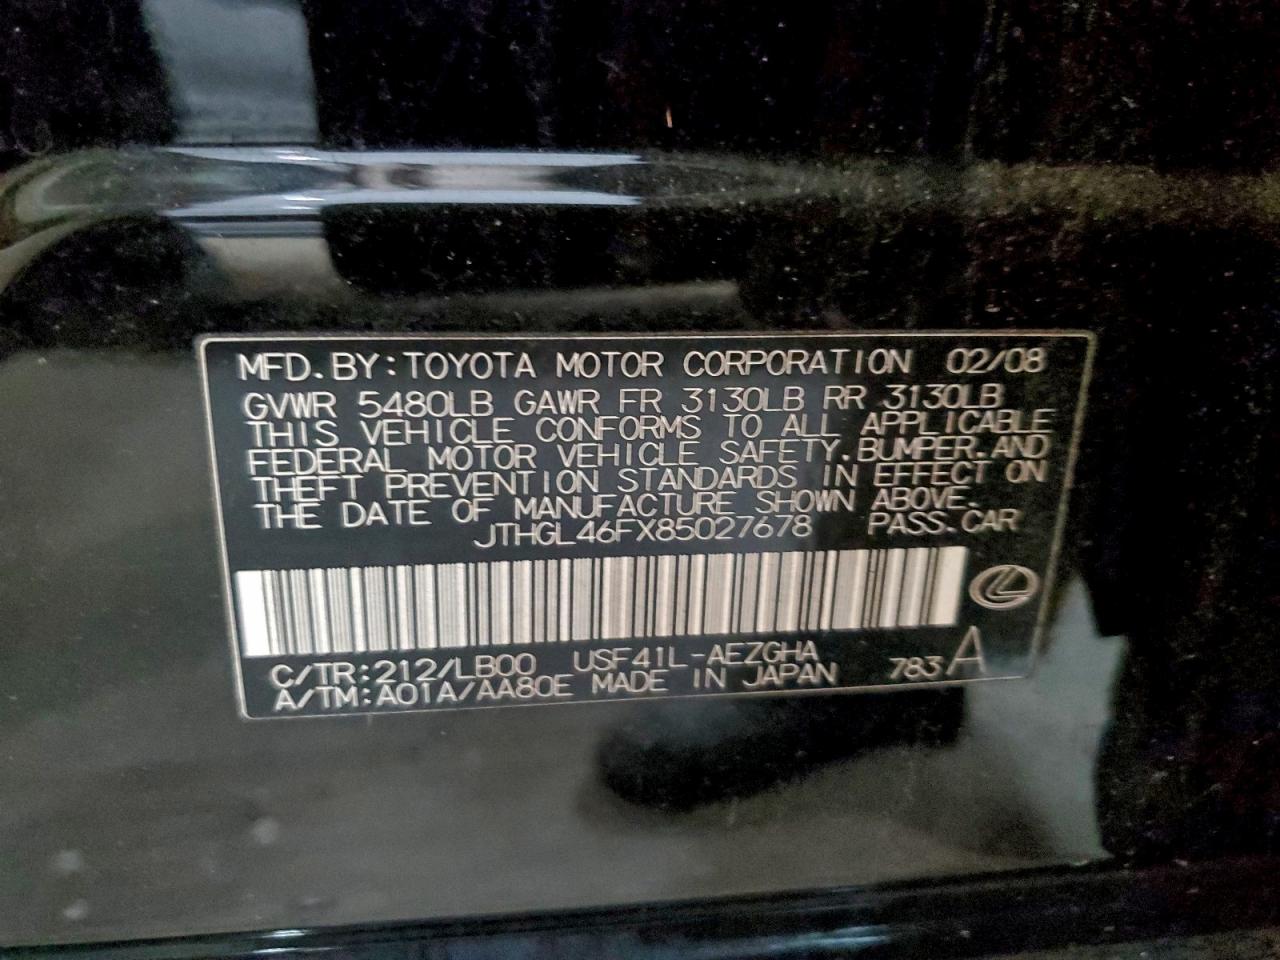 MFD. BY: TOYOTA MOTOR CORPORATION 02/08
GVWR 5480LB GAWR FR 3130LB RR 3130LB
THIS VEHICLE CONFORMS TO ALL APPLICABLE
FEDERAL MOTOR VEHICLE SAFETY, BUMPER, AND
THEFT PREVENTION STANDARDS IN EFFECT ON
THE DATE OF MANUFACTURE SHOWN ABOVE.
JTHGL46FX85027678 PASS. CAR
C/TR: 212/LB00 USF41L-AEZGHA 783 A
A/TM: A01A/AA80E MADE IN JAPAN